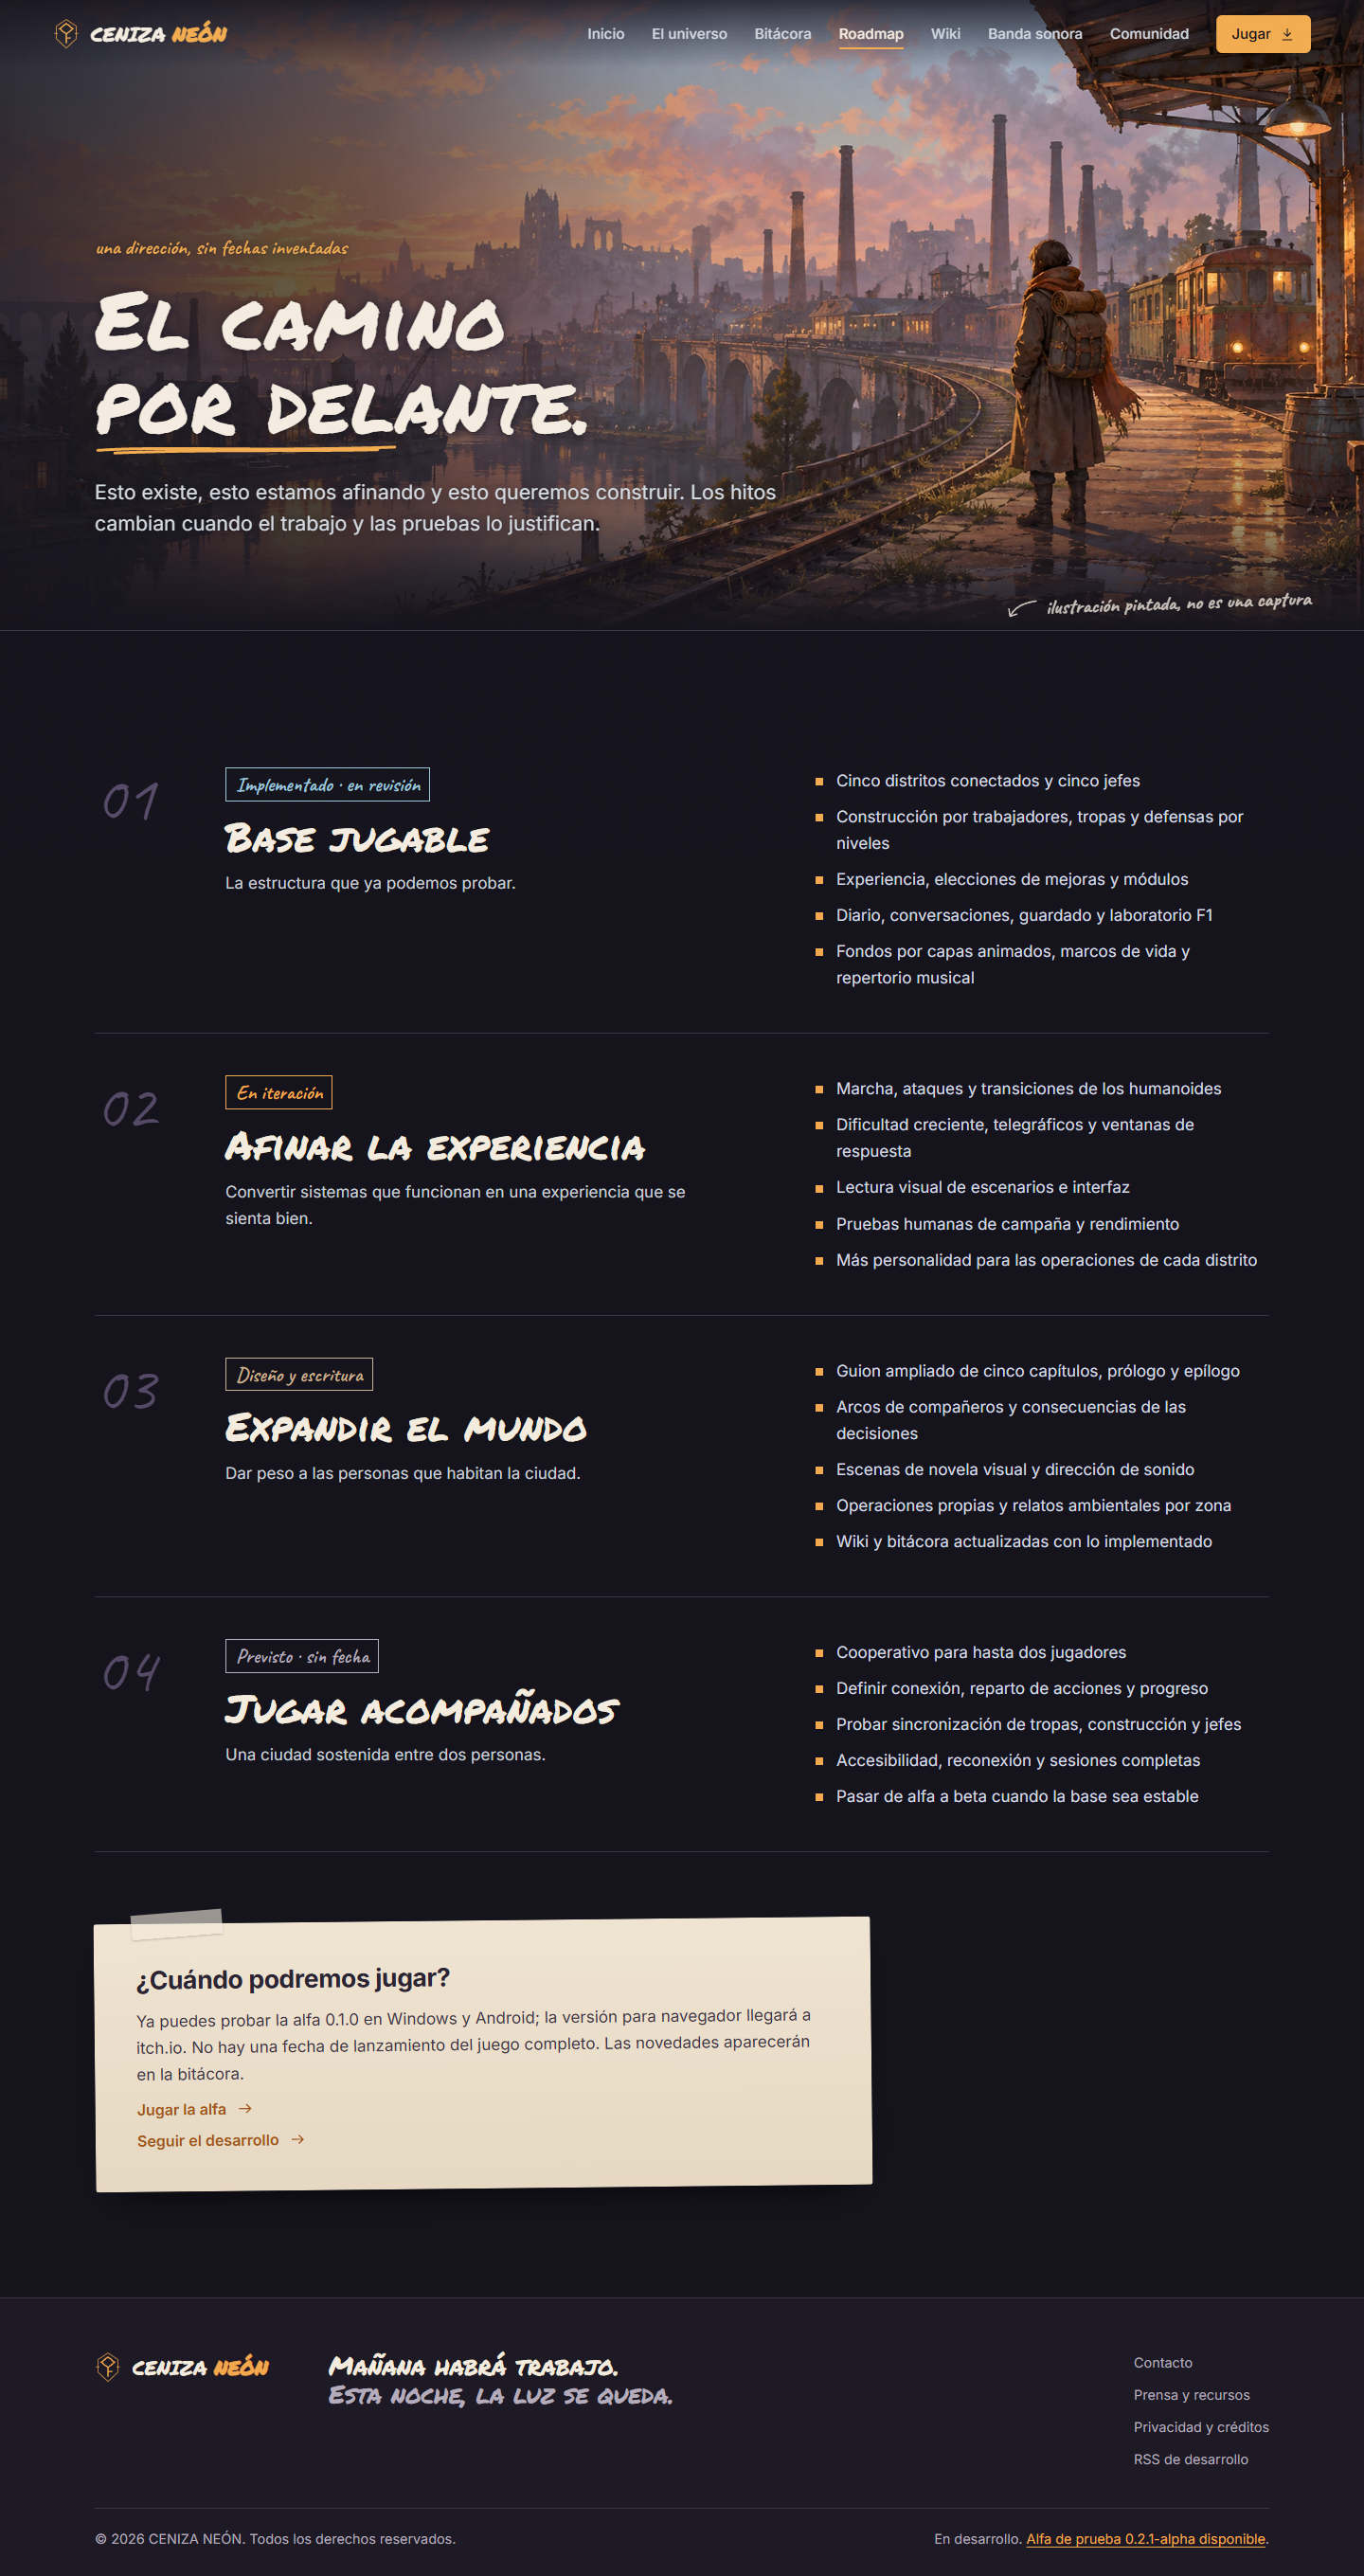 CENIZA NEÓN
Inicio El universo Bitácora Roadmap Wiki Banda sonora Comunidad Jugar
una dirección, sin fechas inventadas
El camino
por delante.
Esto existe, esto estamos afinando y esto queremos construir. Los hitos
cambian cuando el trabajo y las pruebas lo justifican.
ilustración pintada, no es una captura
01
Implementado · en revisión
Base jugable
La estructura que ya podemos probar.
Cinco distritos conectados y cinco jefes
Construcción por trabajadores, tropas y defensas por
niveles
Experiencia, elecciones de mejoras y módulos
Diario, conversaciones, guardado y laboratorio F1
Fondos por capas animados, marcos de vida y
repertorio musical
02
En iteración
Afinar la experiencia
Convertir sistemas que funcionan en una experiencia que se
sienta bien.
Marcha, ataques y transiciones de los humanoides
Dificultad creciente, telegráficos y ventanas de
respuesta
Lectura visual de escenarios e interfaz
Pruebas humanas de campaña y rendimiento
Más personalidad para las operaciones de cada distrito
03
Diseño y escritura
Expandir el mundo
Dar peso a las personas que habitan la ciudad.
Guion ampliado de cinco capítulos, prólogo y epílogo
Arcos de compañeros y consecuencias de las
decisiones
Escenas de novela visual y dirección de sonido
Operaciones propias y relatos ambientales por zona
Wiki y bitácora actualizadas con lo implementado
04
Previsto · sin fecha
Jugar acompañados
Una ciudad sostenida entre dos personas.
Cooperativo para hasta dos jugadores
Definir conexión, reparto de acciones y progreso
Probar sincronización de tropas, construcción y jefes
Accesibilidad, reconexión y sesiones completas
Pasar de alfa a beta cuando la base sea estable
¿Cuándo podremos jugar?
Ya puedes probar la alfa 0.1.0 en Windows y Android; la versión para navegador llegará a
itch.io. No hay una fecha de lanzamiento del juego completo. Las novedades aparecerán
en la bitácora.
Jugar la alfa →
Seguir el desarrollo →
CENIZA NEÓN
Mañana habrá trabajo.
Esta noche, la luz se queda.
Contacto
Prensa y recursos
Privacidad y créditos
RSS de desarrollo
© 2026 CENIZA NEÓN. Todos los derechos reservados.
En desarrollo. Alfa de prueba 0.2.1-alpha disponible.